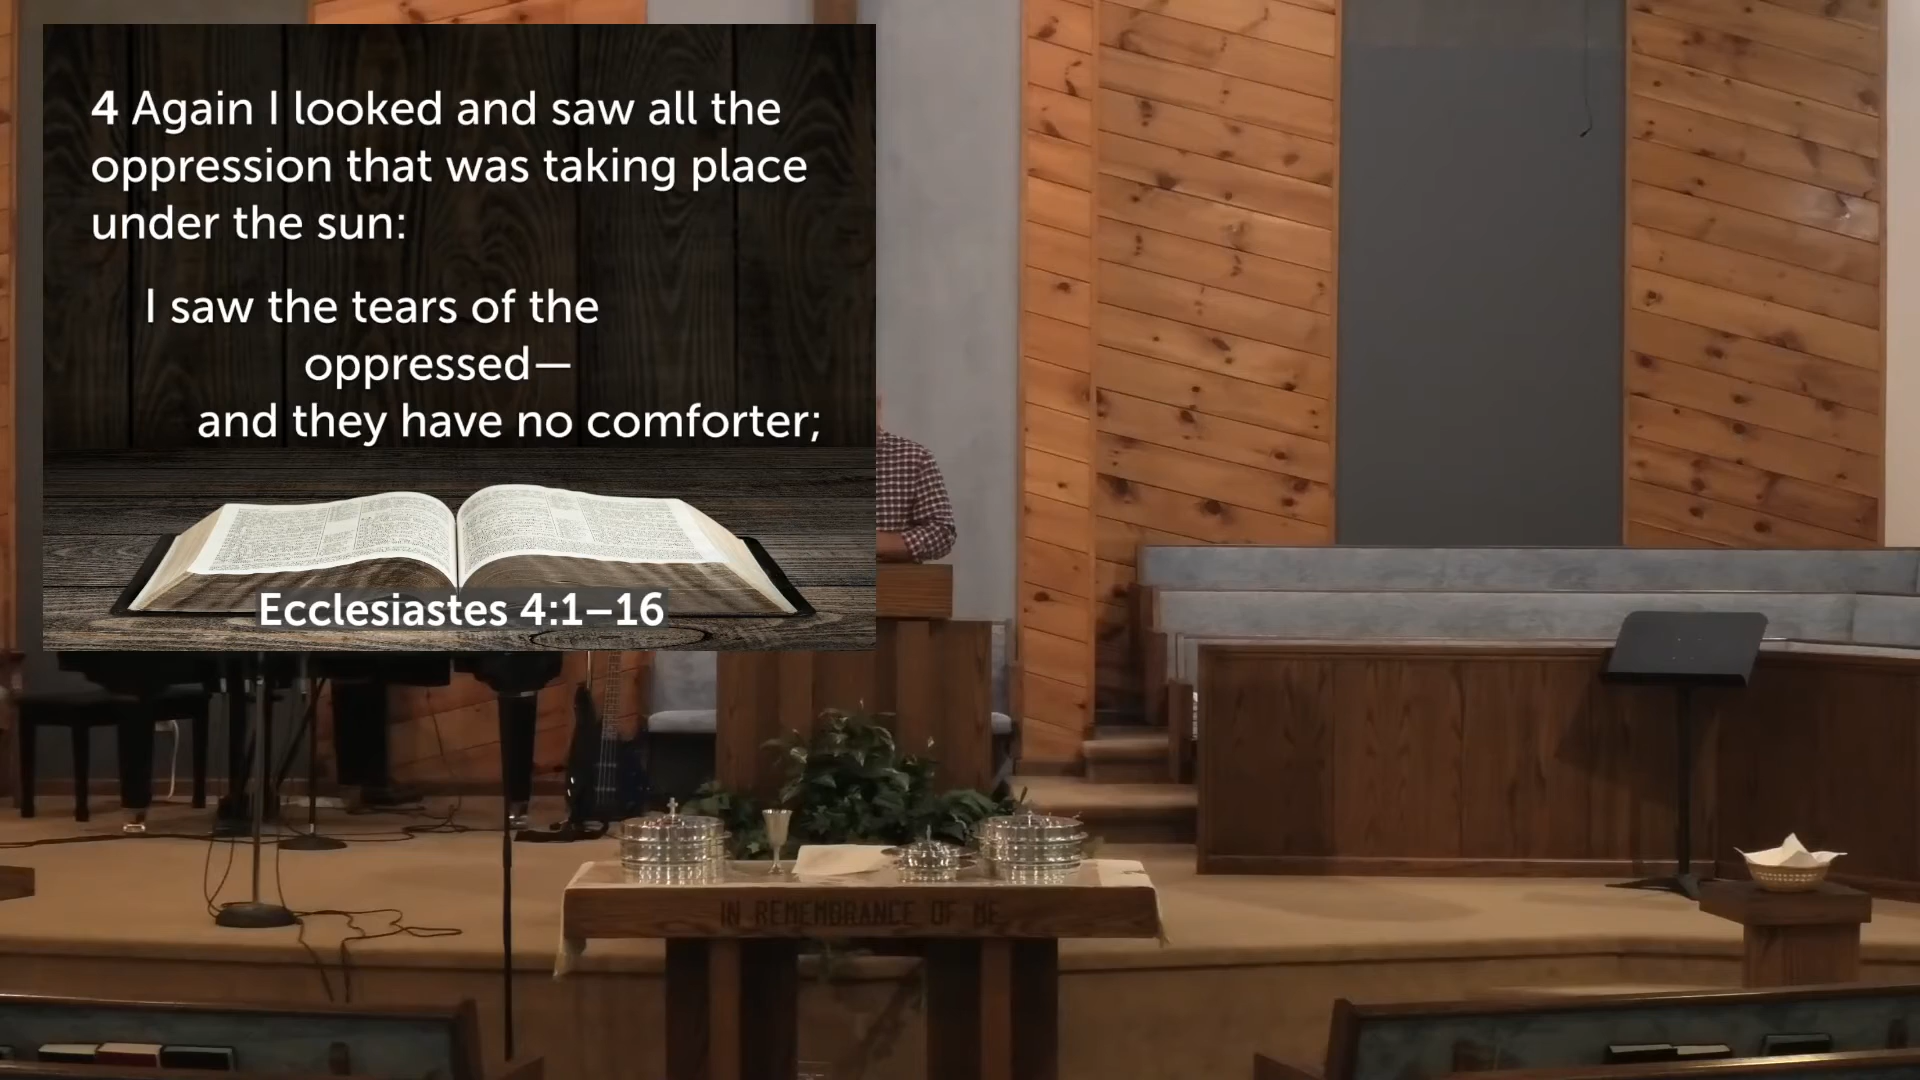 4 Again I looked and saw all the
oppression that was taking place
under the sun:
I saw the tears of the
oppressed—
and they have no comforter;
Ecclesiastes 4:1–16
IN REMEMBRANCE OF ME